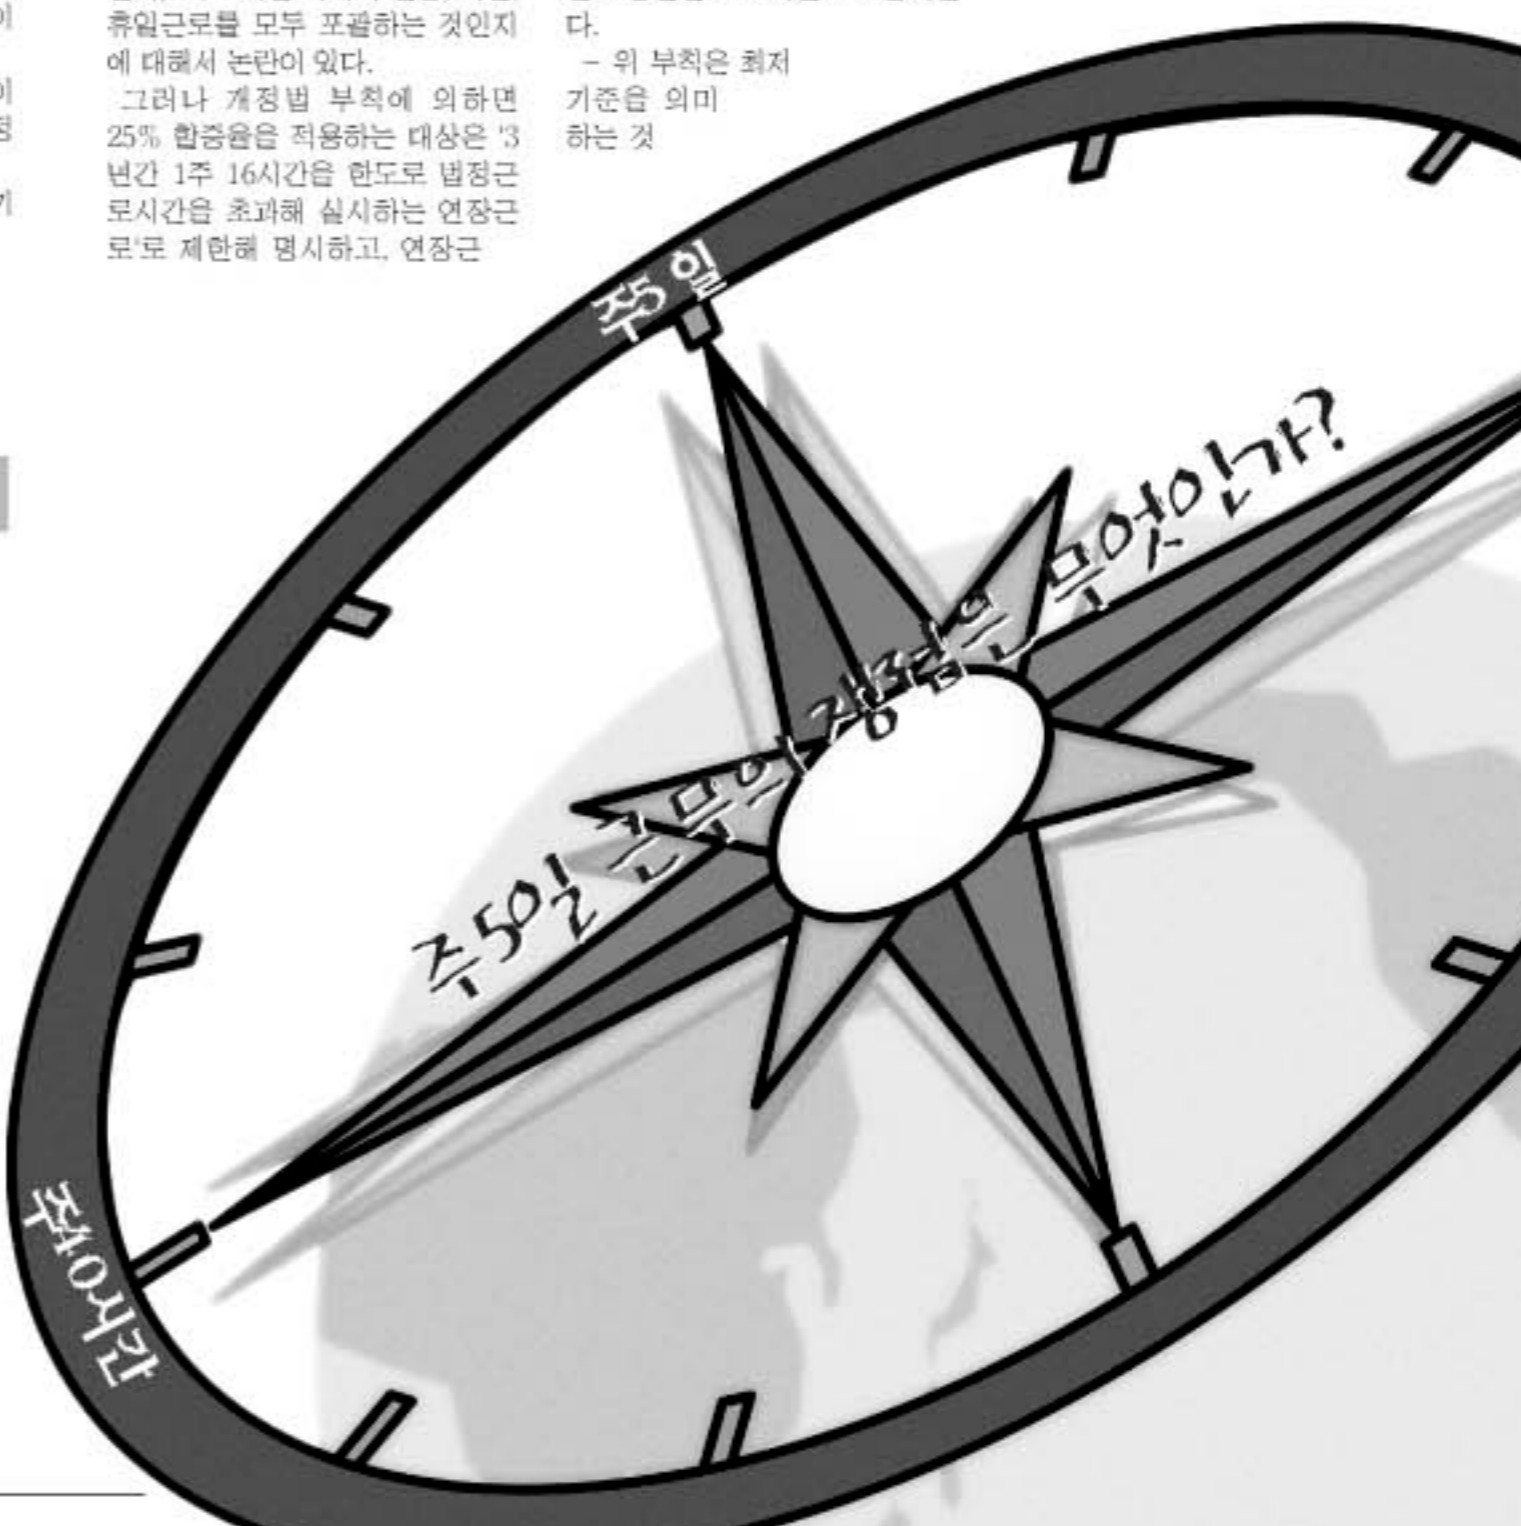 휴일근로를 모두 포괄하는 것인지
에 대해서 논란이 있다.
그러나 개정법 부칙에 의하면
25% 할증율을 적용하는 대상은 '3
년간 1주 16시간을 한도로 법정근
로시간을 초과해 실시하는 연장근
로'로 제한해 명시하고, 연장근
다.
- 위 부칙은 최저
기준을 의미
하는 것
주5일
주50일 근무의 쟁점은 무엇인가?
주40시간